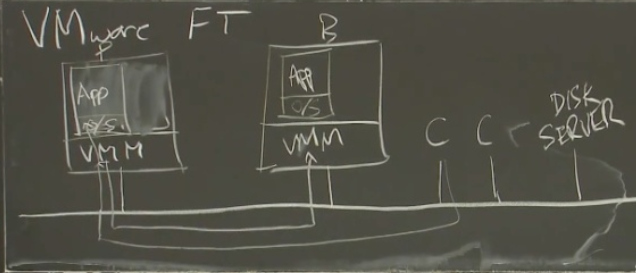 VMware FT
P
B
App
O/S
VMM
App
O/S
VMM
C
C
DISK
SERVER